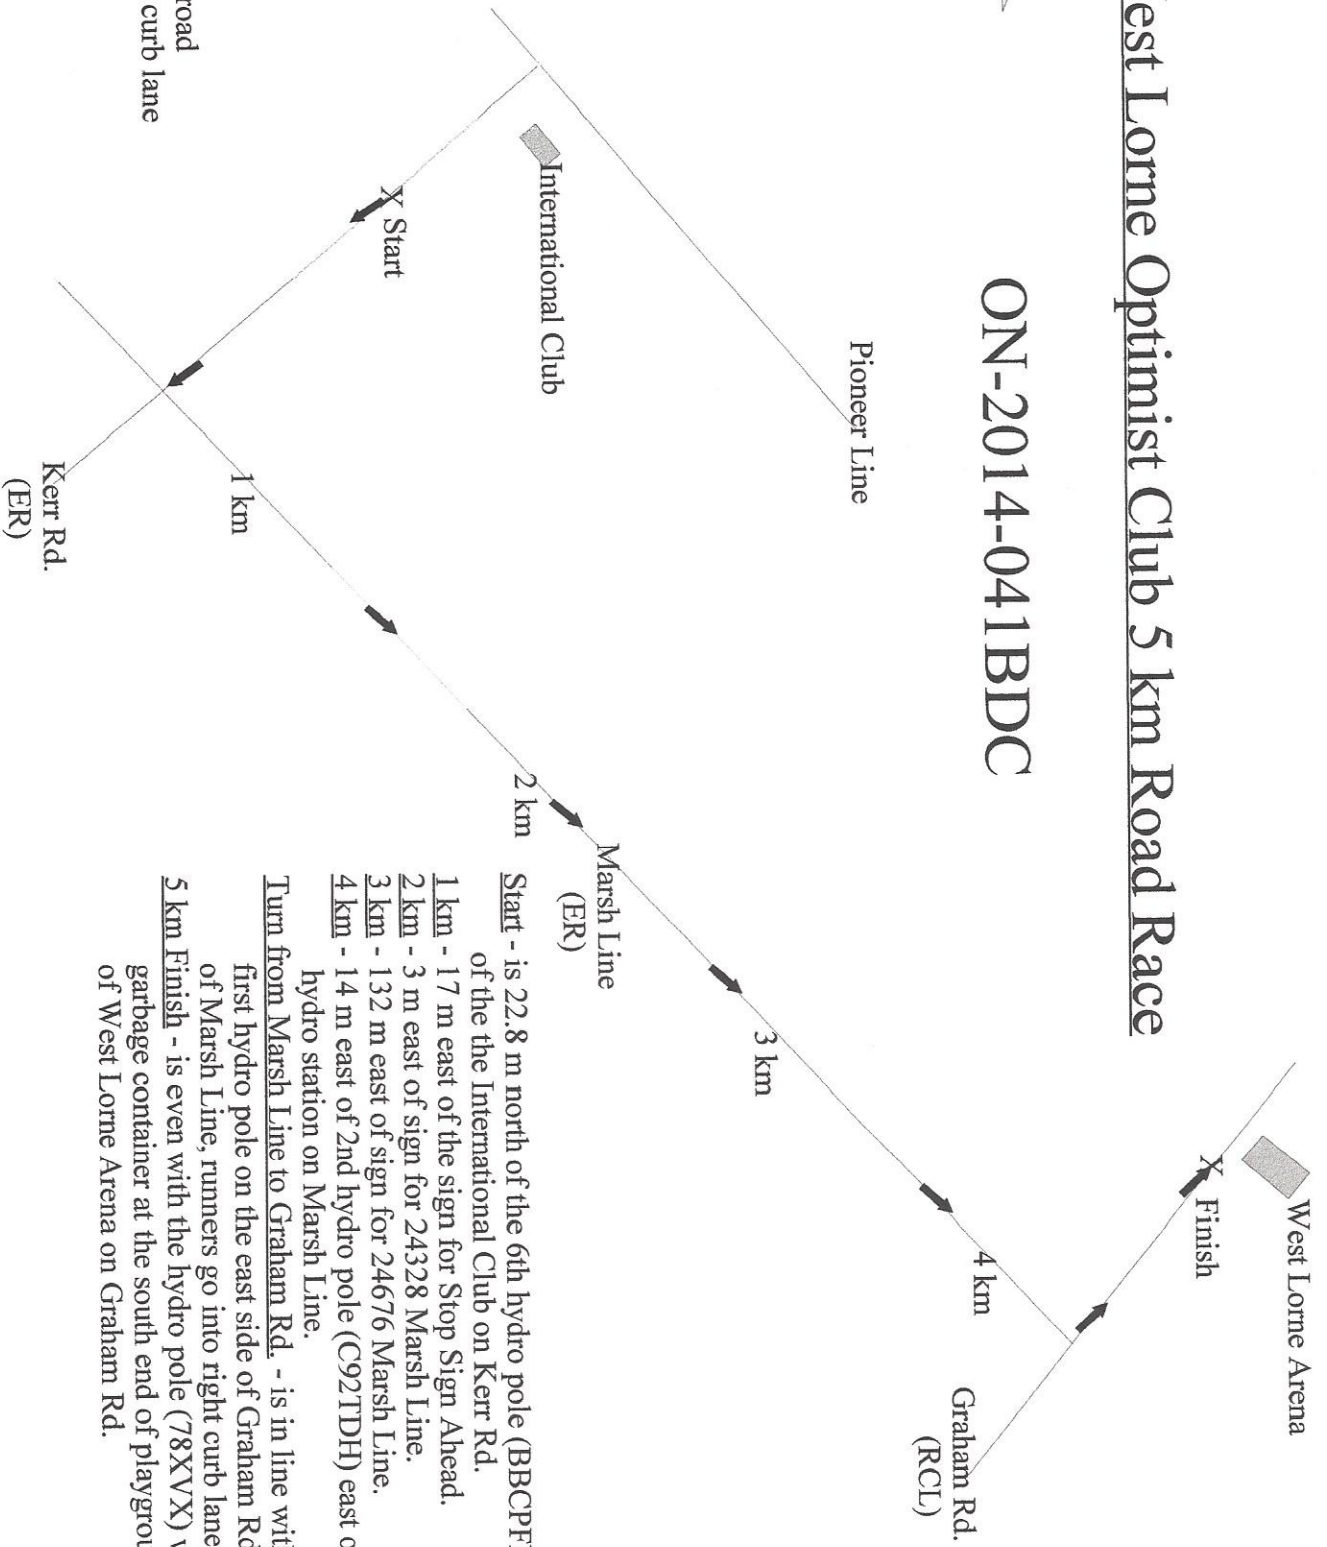 est Lorne Optimist Club 5 km Road Race
ON-2014-041BDC
West Lorne Arena
Finish
Pioneer Line
4 km
Graham Rd.
(RCL)
3 km
International Club
Marsh Line
(ER)
2 km
Start
1 km
Kerr Rd.
(ER)
road
curb lane
Start - is 22.8 m north of the 6th hydro pole
of the the International Club on Kerr Rd.
1 km - 17 m east of the sign for Stop Sign Ahead.
2 km - 3 m east of sign for 24328 Marsh Line.
3 km - 132 m east of sign for 24676 Marsh Line.
4 km - 14 m east of 2nd hydro pole (C92TDH) east
hydro station on Marsh Line.
Turn from Marsh Line to Graham Rd. - is in line
first hydro pole on the east side of Graham Rd
of Marsh Line, runners go into right curb lane
5 km Finish - is even with the hydro pole (78XVX)
garbage container at the south end of
of West Lorne Arena on Graham Rd.